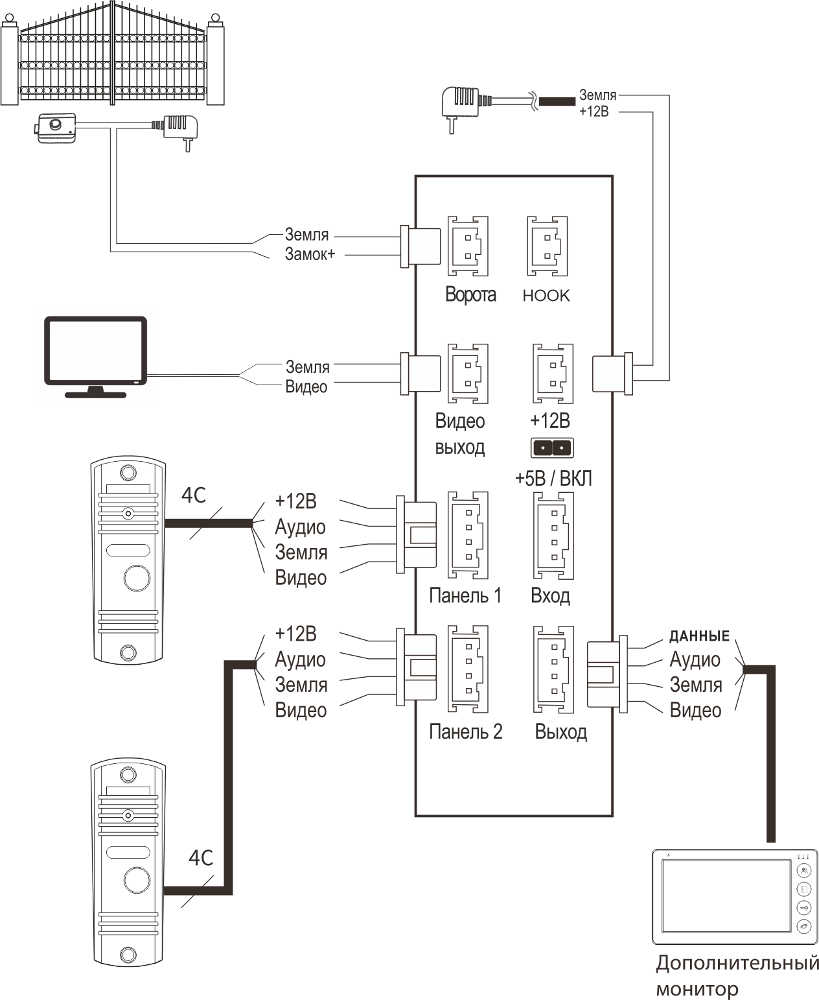 Земля
+12В
Земля
Замок+
Ворота
HOOK
Земля
Видео
Видео
выход
+12В
+5В / ВКЛ
4С
+12В
Аудио
Земля
Видео
Панель 1
Вход
+12В
Аудио
Земля
Видео
Панель 2
Выход
ДАННЫЕ
Аудио
Земля
Видео
4С
Дополнительный
монитор